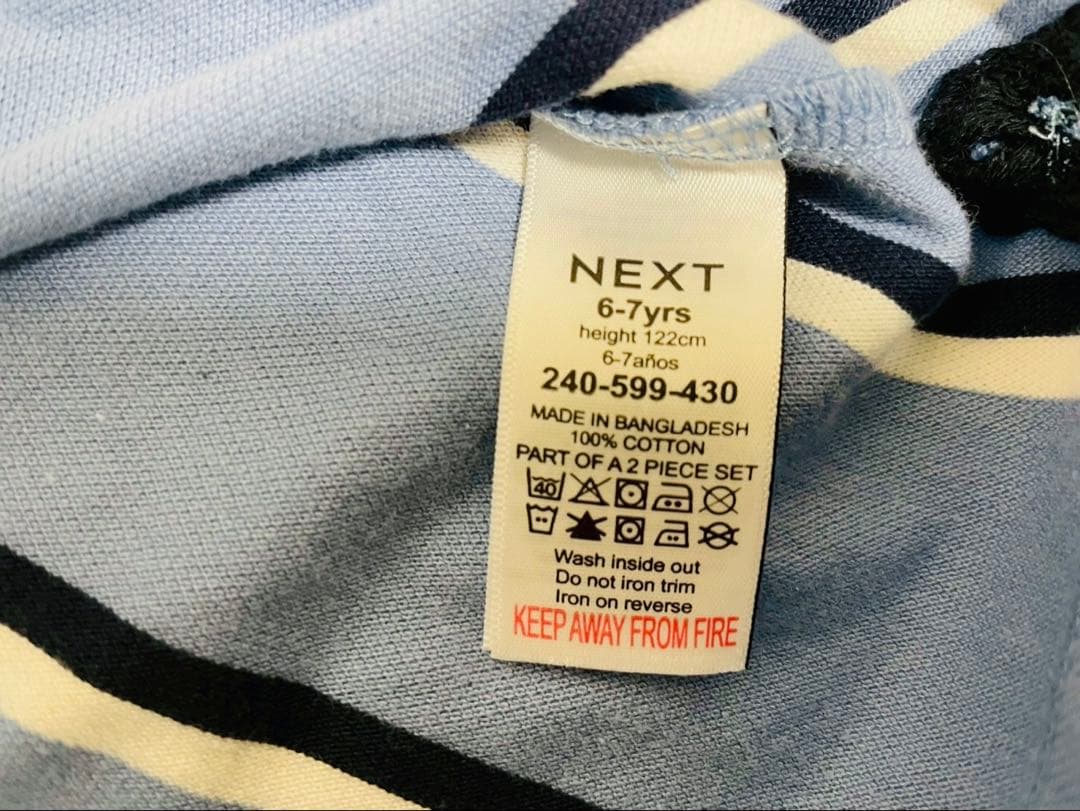 NEXT
6-7yrs
height 122cm
6-7años
240-599-430
MADE IN BANGLADESH
100% COTTON
PART OF A 2 PIECE SET
40
Wash inside out
Do not iron trim
Iron on reverse
KEEP AWAY FROM FIRE